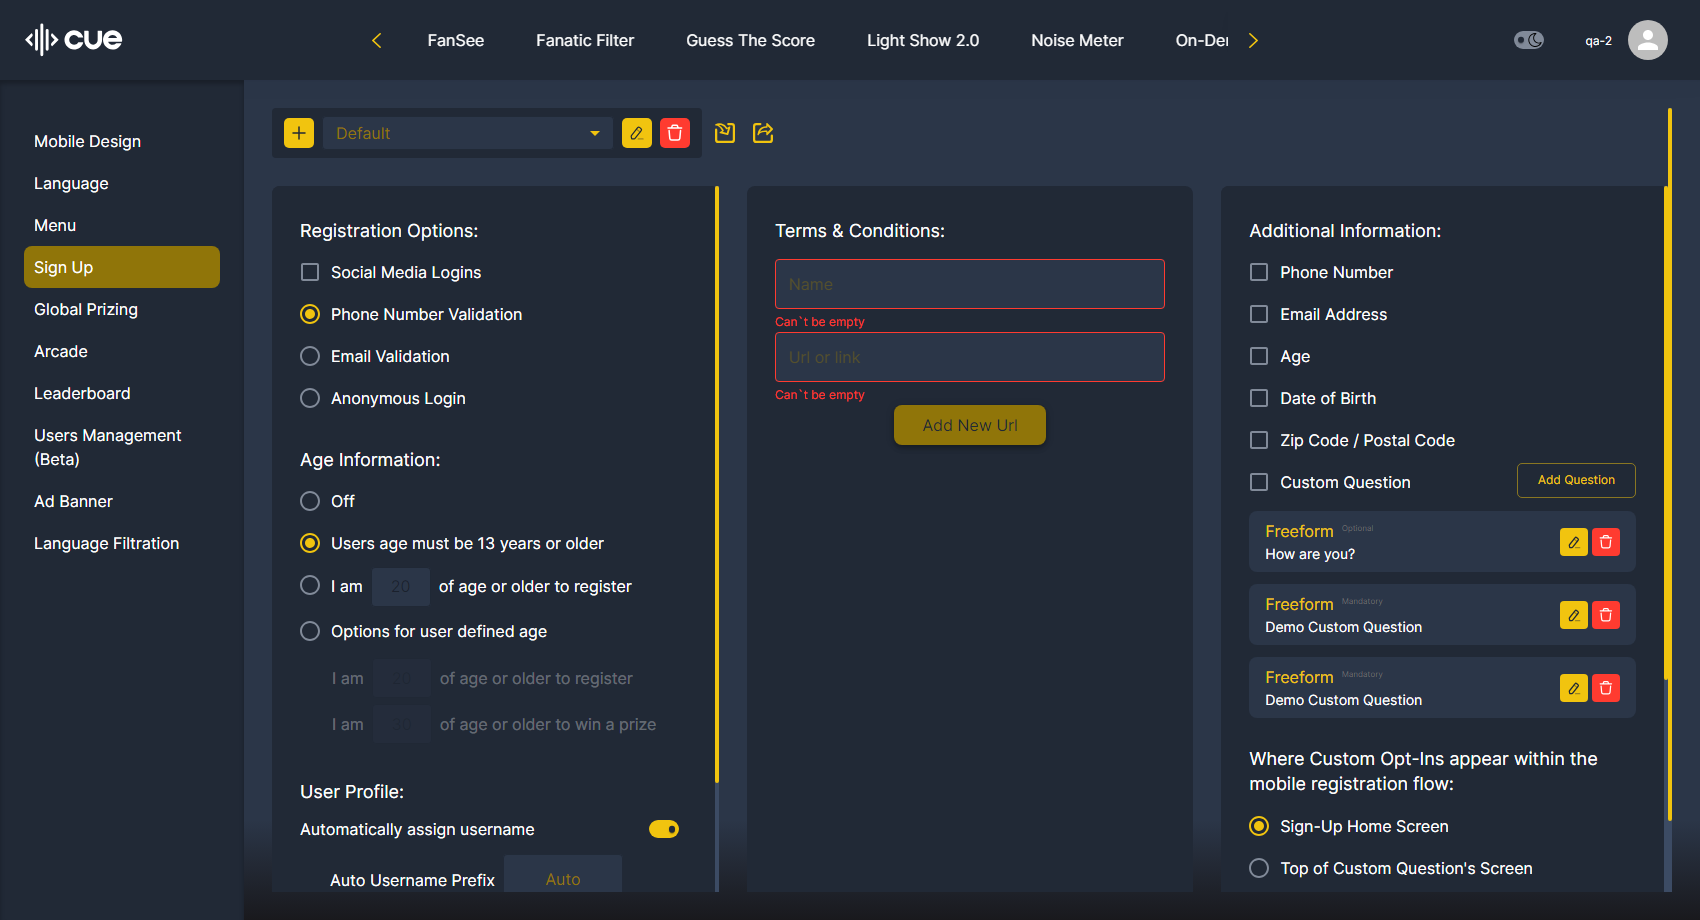 cue
FanSee
Fanatic Filter
Guess The Score
Light Show 2.0
Noise Meter
On-De
qa-2
Mobile Design
Language
Menu
Sign Up
Global Prizing
Arcade
Leaderboard
Users Management
(Beta)
Ad Banner
Language Filtration
Default
Registration Options:
Social Media Logins
Phone Number Validation
Email Validation
Anonymous Login
Age Information:
Off
Users age must be 13 years or older
I am 20 of age or older to register
Options for user defined age
I am 20 of age or older to register
I am of age or older to win a prize
User Profile:
Automatically assign username
Auto Username Prefix Auto
Terms & Conditions:
Name
Can`t be empty
Url or link
Can`t be empty
Add New Url
Additional Information:
Phone Number
Email Address
Age
Date of Birth
Zip Code / Postal Code
Custom Question
Add Question
Freeform Optional
How are you?
Freeform Mandatory
Demo Custom Question
Freeform Mandatory
Demo Custom Question
Where Custom Opt-Ins appear within the
mobile registration flow:
Sign-Up Home Screen
Top of Custom Question's Screen